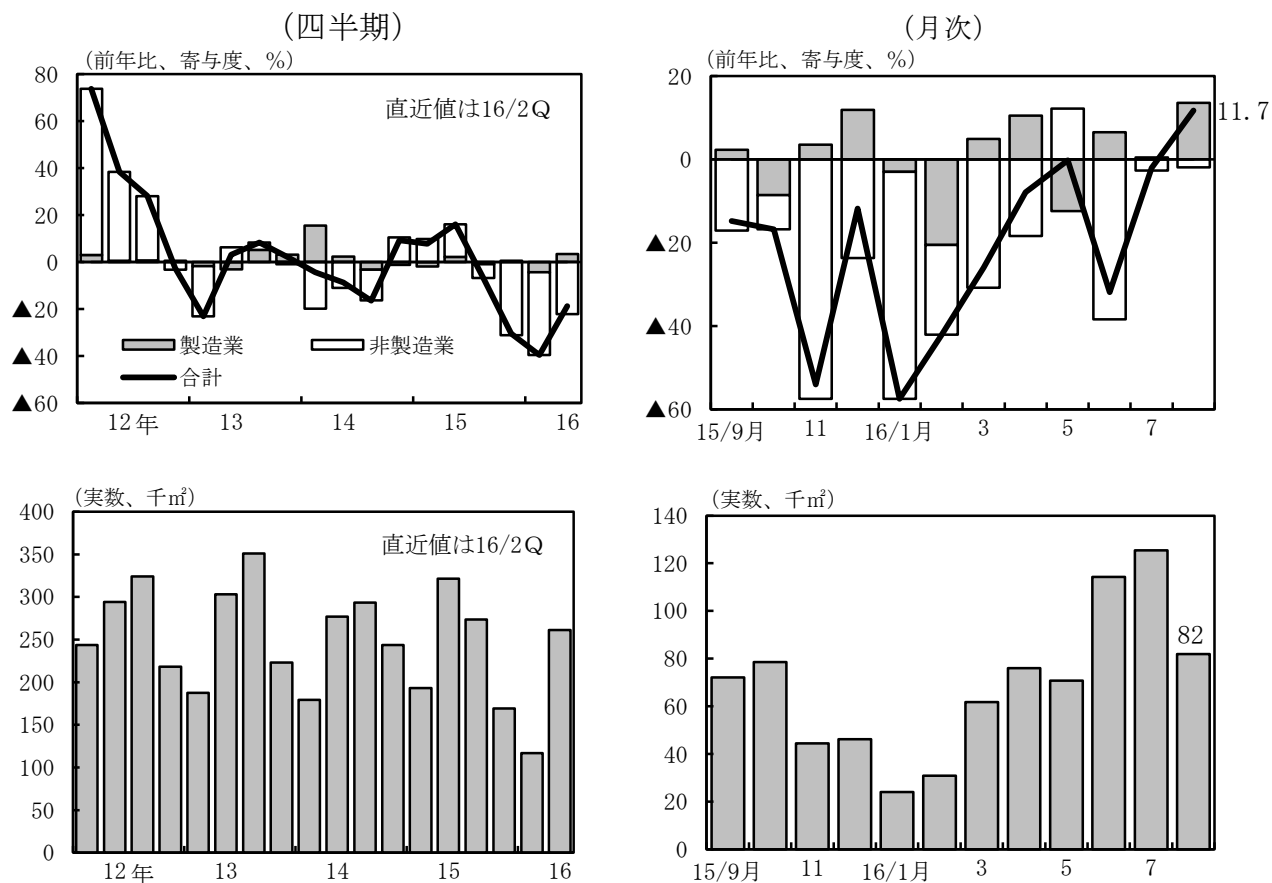 (四半期)
(前年比、寄与度、%)
80
60
40
20
0
▲20
▲40
▲60
直近値は16/2Q
製造業
非製造業
合計
12年
13
14
15
16
(月次)
(前年比、寄与度、%)
20
0
▲20
▲40
▲60
11.7
15/9月
11
16/1月
3
5
7
(実数、千㎡)
400
350
300
250
200
150
100
50
0
直近値は16/2Q
12年
13
14
15
16
(実数、千㎡)
140
120
100
80
60
40
20
0
82
15/9月
11
16/1月
3
5
7